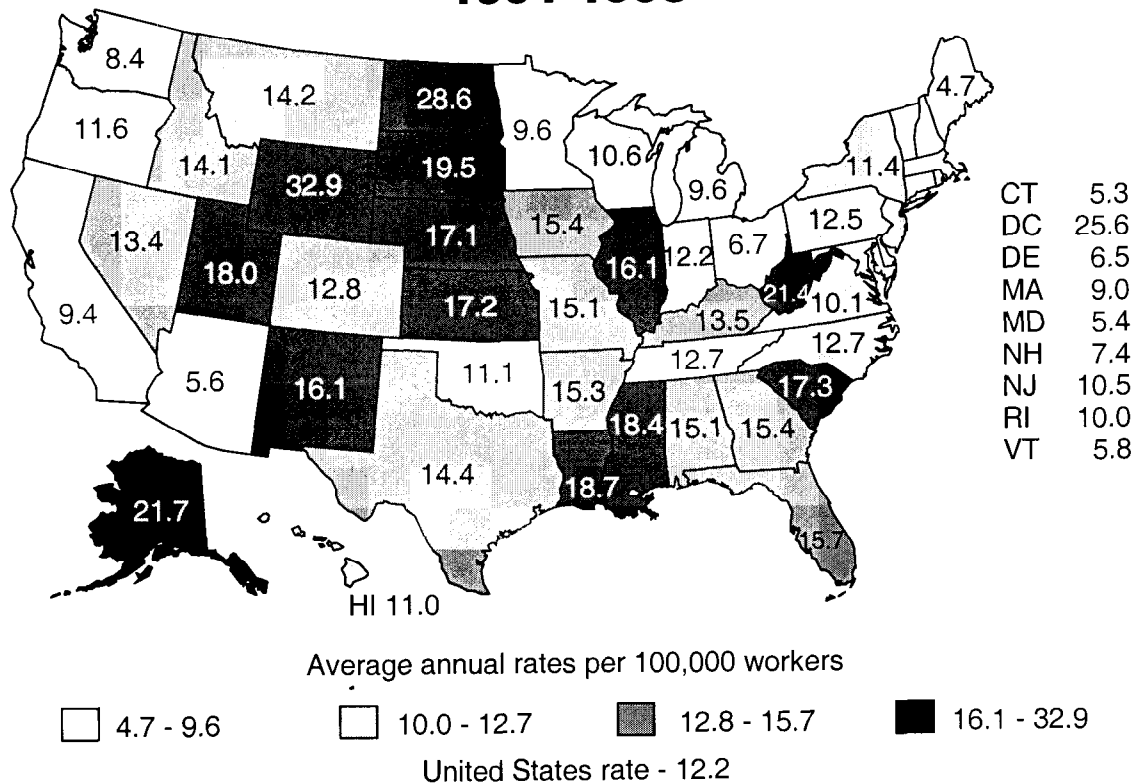 8.4
14.2
28.6
4.7
11.6
9.6
14.1
10.6
11.4
32.9
19.5
9.6
CT 5.3
15.4
12.5
DC 25.6
13.4
17.1
12.2
6.7
DE 6.5
18.0
16.1
12.8
21.4
MA 9.0
9.4
17.2
15.1
10.1
MD 5.4
13.5
12.7
NH 7.4
5.6
16.1
11.1
12.7
15.3
17.3
NJ 10.5
18.4
15.1
15.4
RI 10.0
14.4
VT 5.8
18.7
21.7
15.7
HI 11.0
Average annual rates per 100,000 workers
4.7 - 9.6
10.0 - 12.7
12.8 - 15.7
16.1 - 32.9
United States rate - 12.2